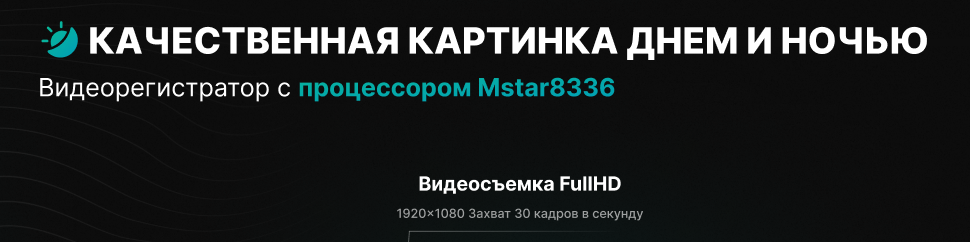 КАЧЕСТВЕННАЯ КАРТИНКА ДНЕМ И НОЧЬЮ
Видеорегистратор с процессором Mstar8336
Видеосъемка FullHD
1920×1080 Захват 30 кадров в секунду